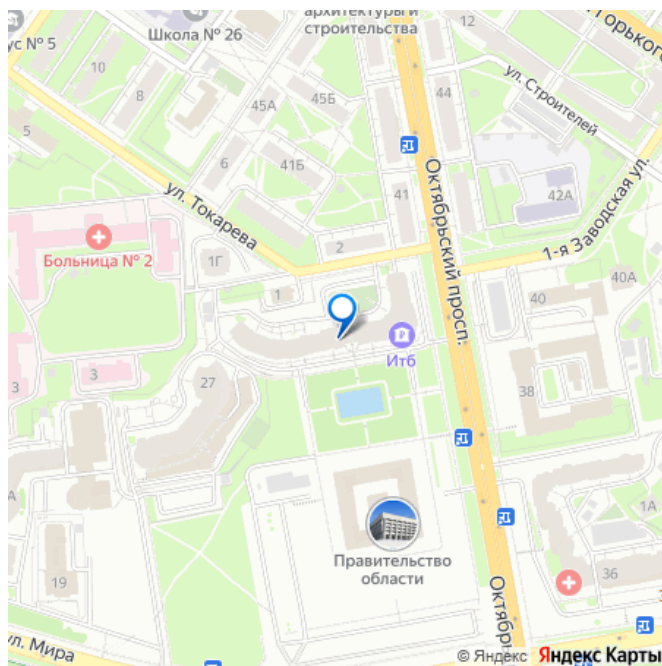 архитектуры и
строительства
Школа № 26
ус № 5
Горького
ул. Строителей
10
8
45А
45Б
44
5
6
41Б
41
42А
ул. Токарева
Октябрьский просп.
1-я Заводская ул.
Больница № 2
1Г
2
1
40А
40
Итб
3
3
27
38
Правительство
области
1А
36
19
ул. Мира
Октябр
© Яндекс Яндекс Карты